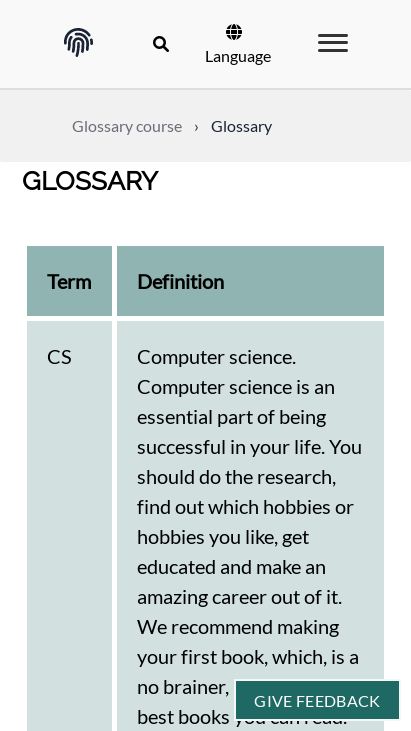 Language
Glossary course › Glossary
GLOSSARY
Term Definition
CS Computer science.
Computer science is an
essential part of being
successful in your life. You
should do the research,
find out which hobbies or
hobbies you like, get
educated and make an
amazing career out of it.
We recommend making
your first book, which, is a
no brainer,
best books you can read.
GIVE FEEDBACK